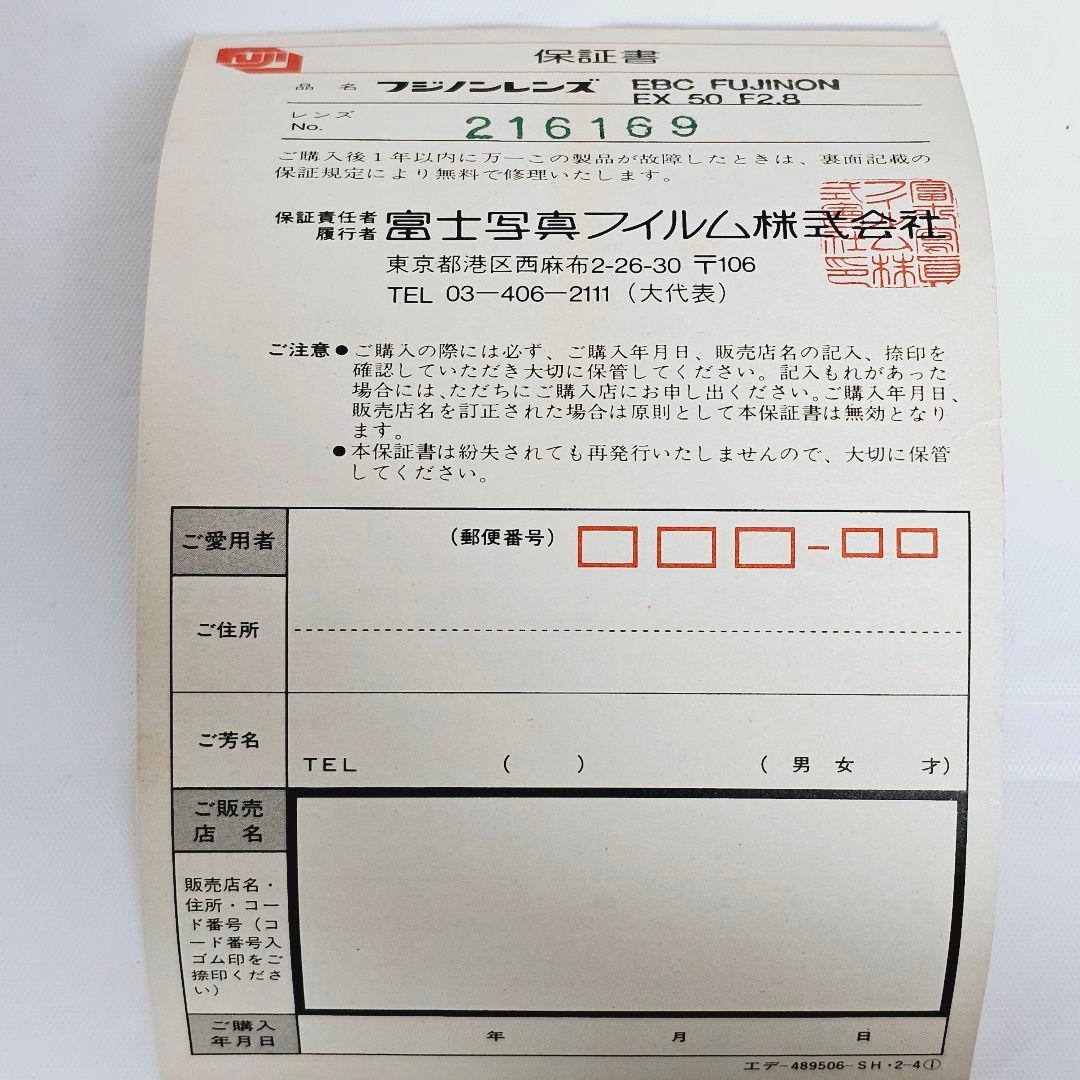 FUJI
保証書
品名 フジノンレンズ EBC FUJINON
EX 50 F2.8
レンズ
No. 216169
ご購入後1年以内に万一この製品が故障したときは、裏面記載の
保証規定により無料で修理いたします。
保証責任者
履行者
富士写真フイルム株式会社
富士写真フイルム株式会社印
東京都港区西麻布2-26-30 〒106
TEL 03-406-2111（大代表）
ご注意 ●ご購入の際には必ず、ご購入年月日、販売店名の記入、捺印を
確認していただき大切に保管してください。記入もれがあった
場合には、ただちにご購入店にお申し出ください。ご購入年月日、
販売店名を訂正された場合は原則として本保証書は無効となり
ます。
●本保証書は紛失されても再発行いたしませんので、大切に保管
してください。
ご愛用者
（郵便番号） -
ご住所
ご芳名
TEL （ ） （ 男 女 才）
ご販売
店名
販売店名・
住所・コー
ド番号（コ
ード番号入
ゴム印をご
捺印くださ
い）
ご購入
年月日
年 月 日
エデ-489506-SH・2-4①